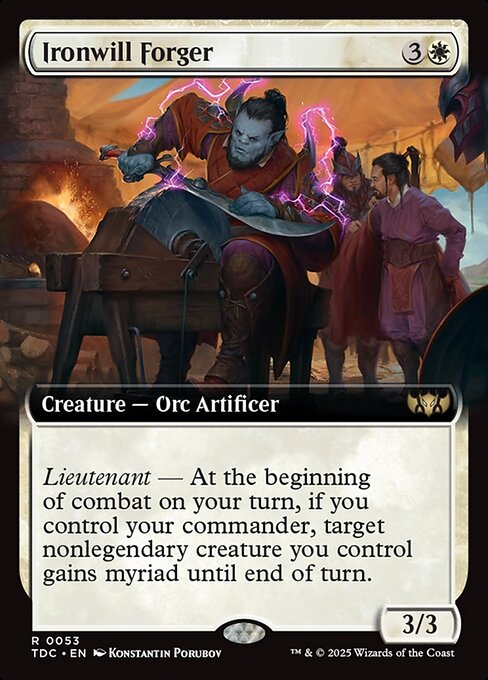 Ironwill Forger 3
Creature — Orc Artificer
Lieutenant — At the beginning
of combat on your turn, if you
control your commander, target
nonlegendary creature you control
gains myriad until end of turn.
3/3
R 0053
TDC • EN Konstantin Porubov ™ & © 2025 Wizards of the Coast